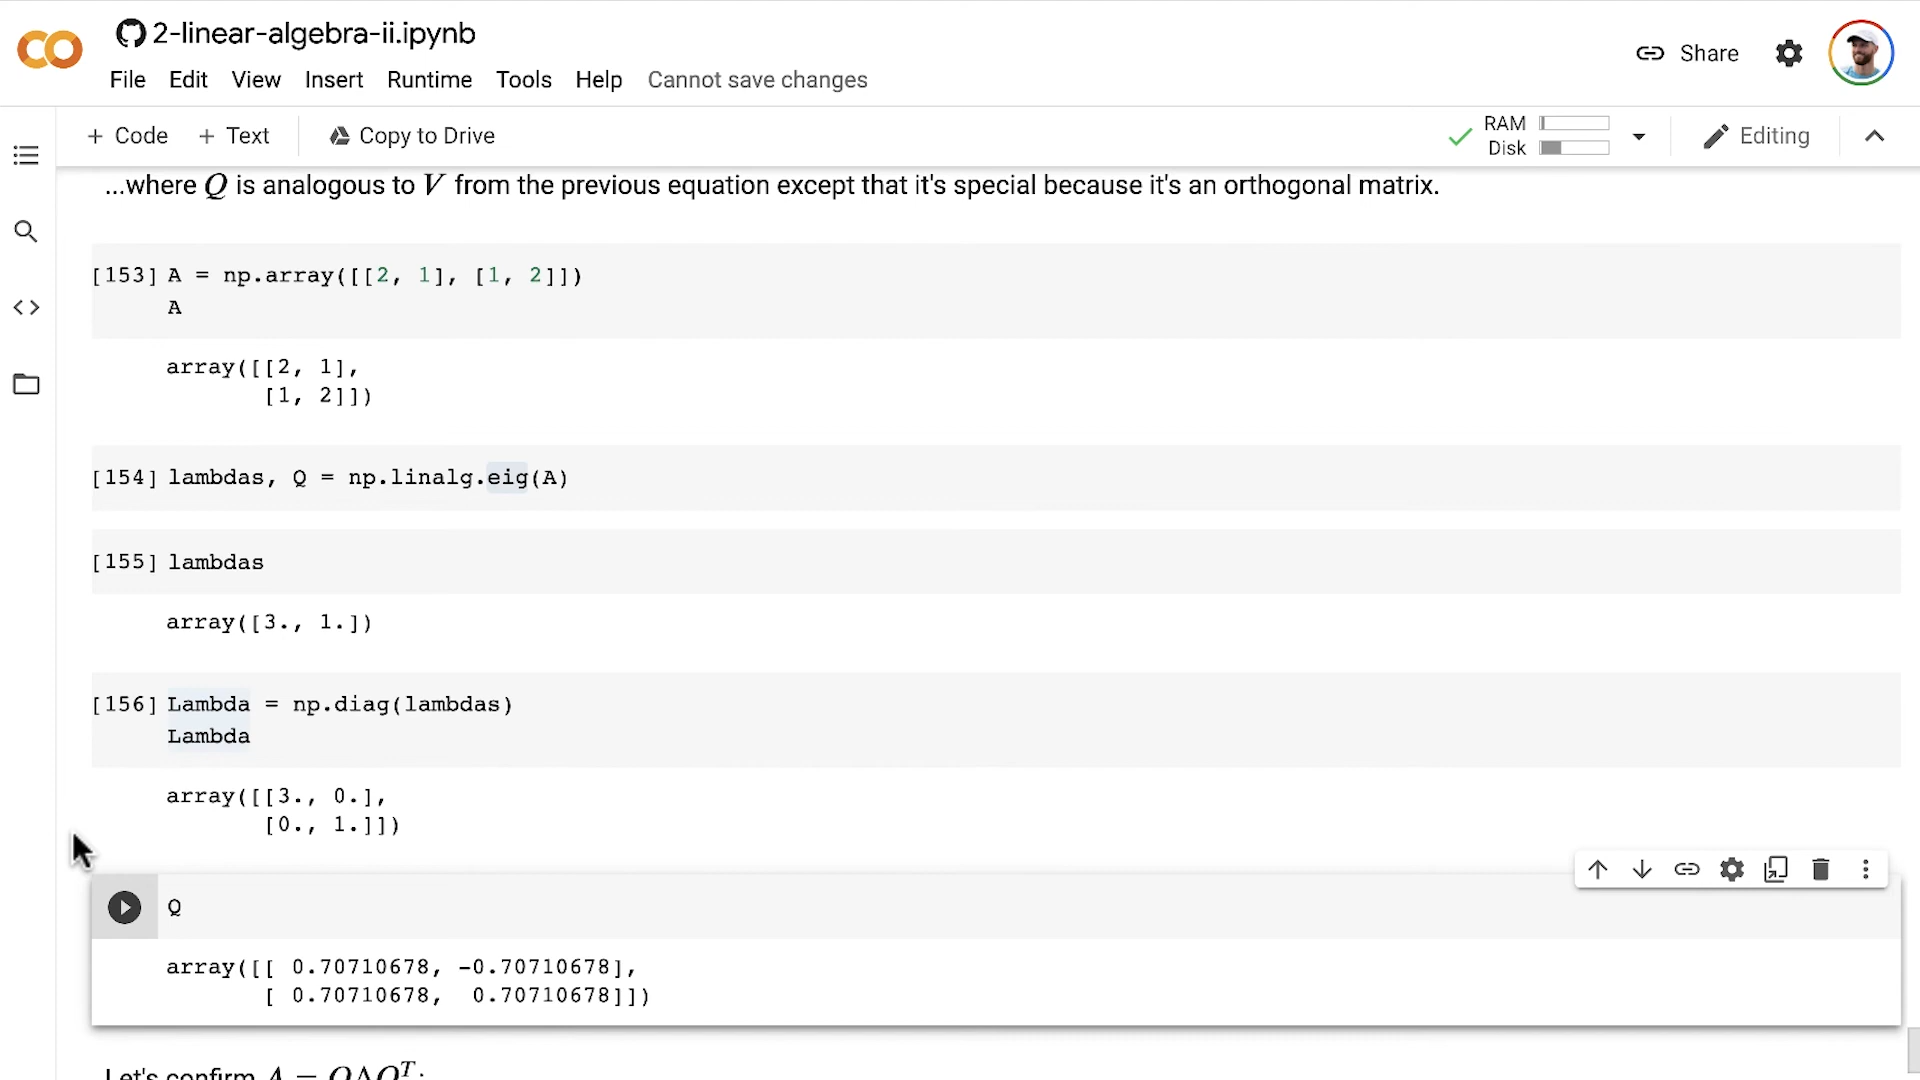 2-linear-algebra-ii.ipynb
File Edit View Insert Runtime Tools Help Cannot save changes
Share
+ Code + Text Copy to Drive
RAM
Disk
Editing
...where Q is analogous to V from the previous equation except that it's special because it's an orthogonal matrix.
[153] A = np.array([[2, 1], [1, 2]])
A
array([[2, 1],
[1, 2]])
[154] lambdas, Q = np.linalg.eig(A)
[155] lambdas
array([3., 1.])
[156] Lambda = np.diag(lambdas)
Lambda
array([[3., 0.],
[0., 1.]])
Q
array([[ 0.70710678, -0.70710678],
[ 0.70710678,  0.70710678]])
Let's confirm A = QΛQ^T: